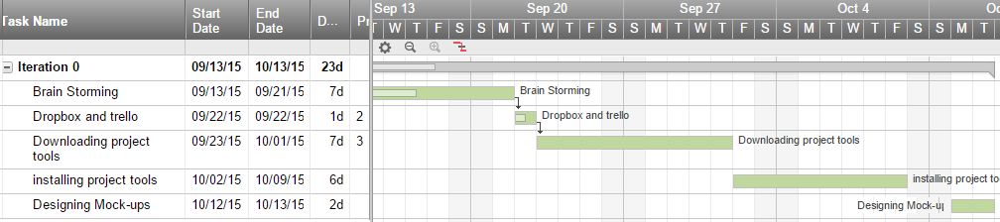 Sep 13 Sep 20 Sep 27 Oct 4
Task Name Start Date End Date D... Pr
W T F S S M T W T F S S M T W T F S S M T W T F S S M T
Iteration 0 09/13/15 10/13/15 23d
Brain Storming 09/13/15 09/21/15 7d Brain Storming
Dropbox and trello 09/22/15 09/22/15 1d 2 Dropbox and trello
Downloading project tools 09/23/15 10/01/15 7d 3 Downloading project tools
installing project tools 10/02/15 10/09/15 6d installing project to
Designing Mock-ups 10/12/15 10/13/15 2d Designing Mock-up